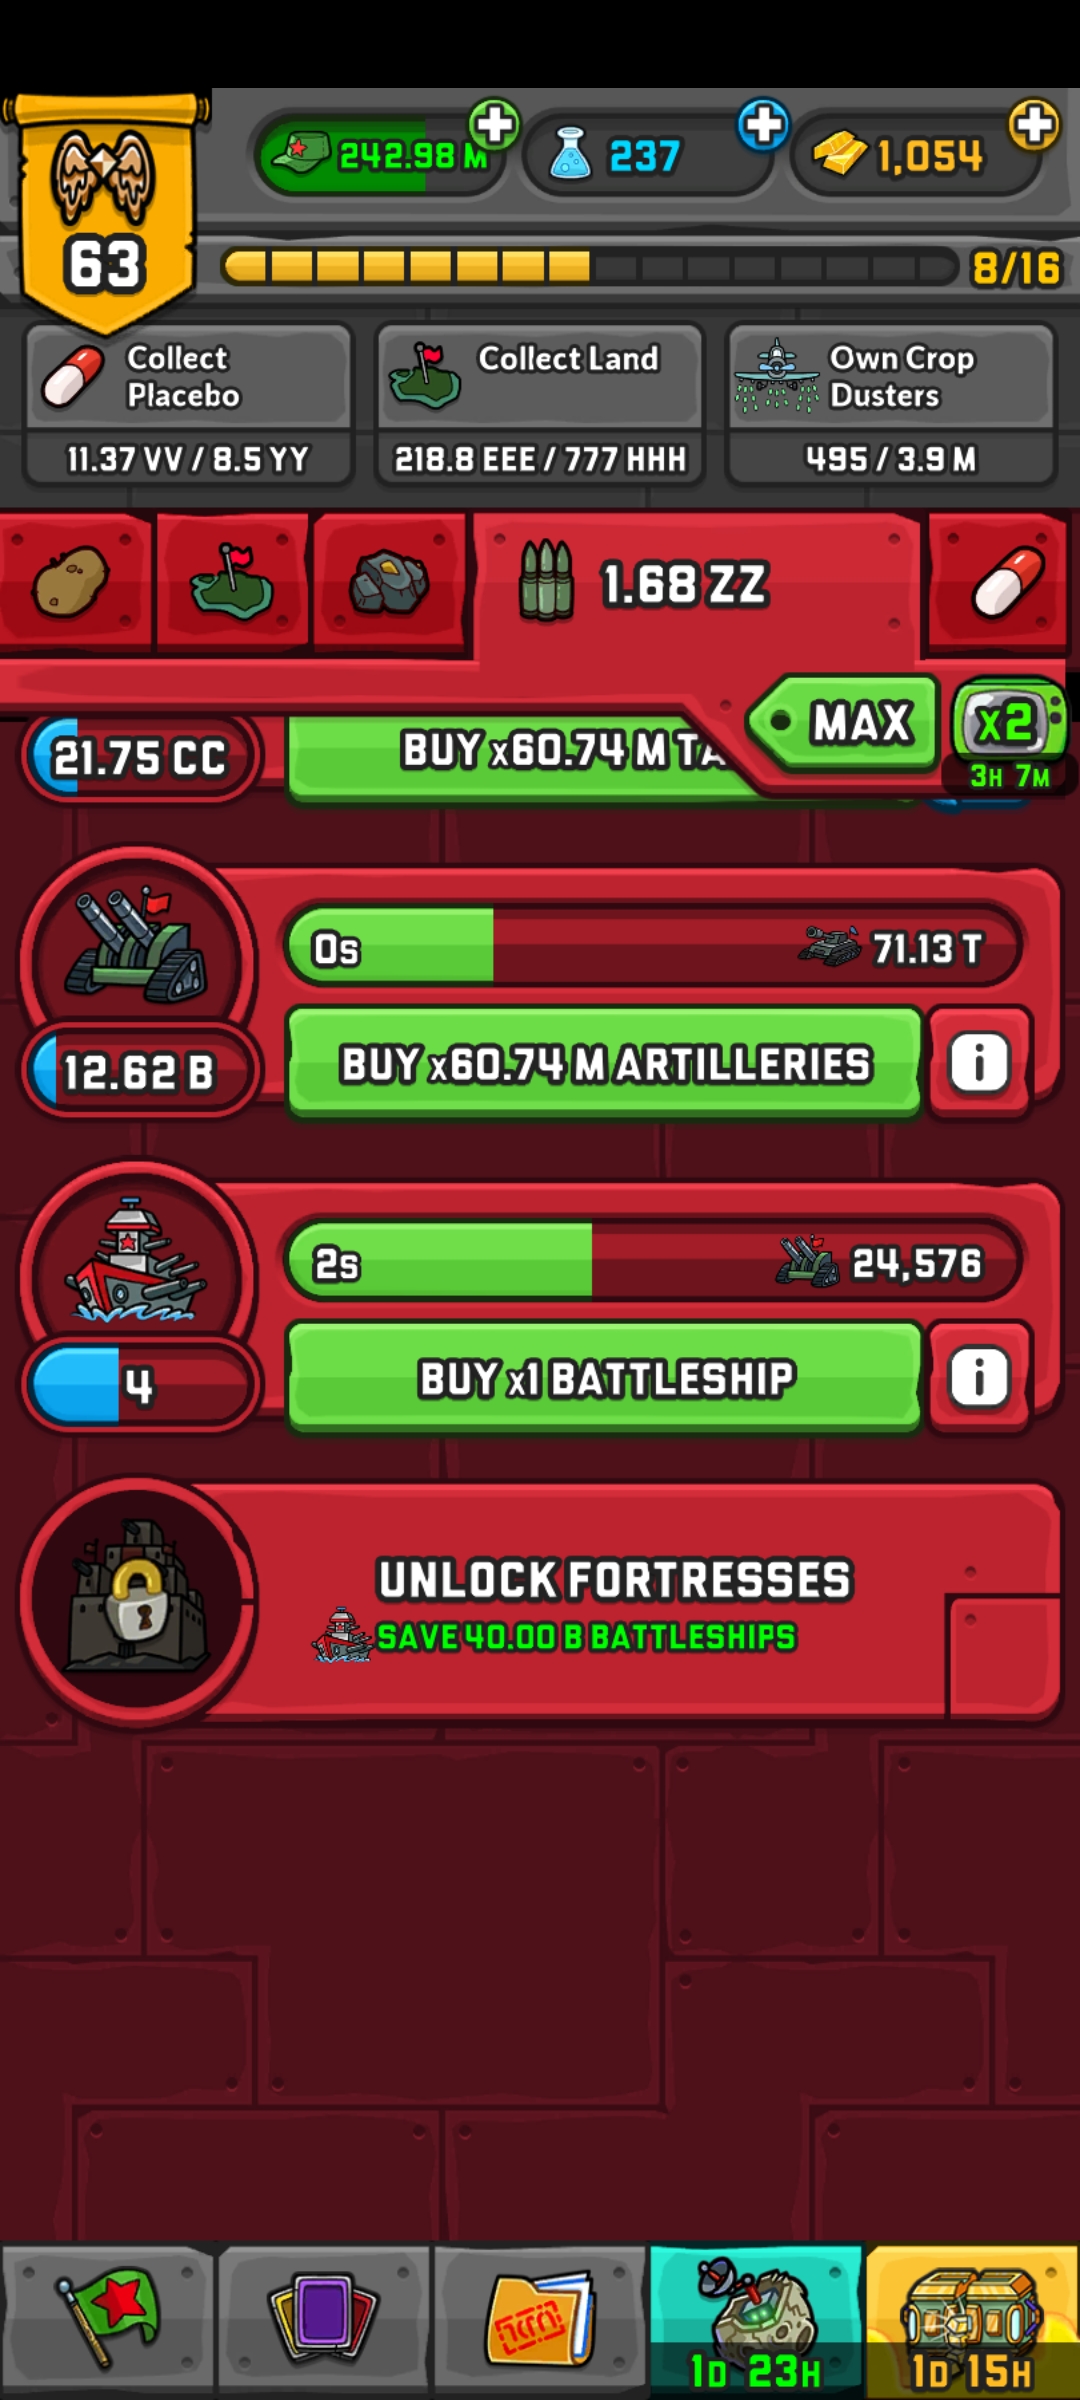 242.98 M
237
1,054
63
8/16
Collect
Placebo
11.37 VV / 8.5 YY
Collect Land
218.8 EEE / 777 HHH
Own Crop
Dusters
495 / 3.9 M
1.68 ZZ
MAX
x2
3H 7M
21.75 CC
BUY x60.74 M TA
0s
71.13 T
12.62 B
BUY x60.74 M ARTILLERIES
i
2s
24,576
4
BUY x1 BATTLESHIP
i
UNLOCK FORTRESSES
SAVE 40.00 B BATTLESHIPS
1D 23H
1D 15H